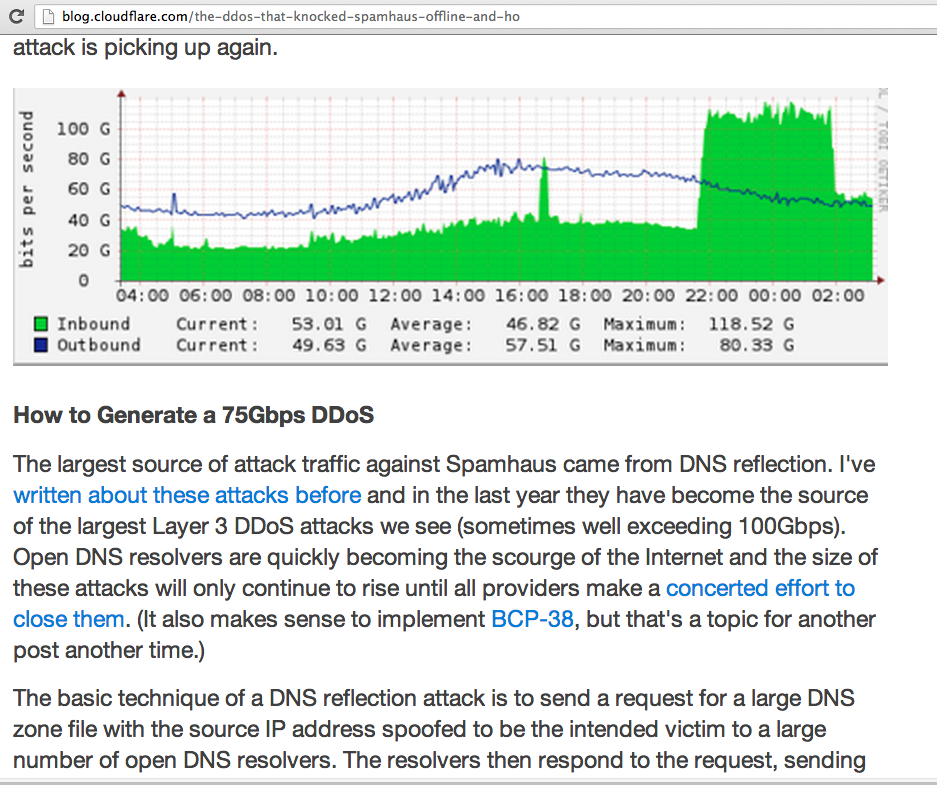 blog.cloudflare.com/the-ddos-that-knocked-spamhaus-offline-and-ho
attack is picking up again.
bits per second
100 G
80 G
60 G
40 G
20 G
0
04:00 06:00 08:00 10:00 12:00 14:00 16:00 18:00 20:00 22:00 00:00 02:00
Inbound Current: 53.01 G Average: 46.82 G Maximum: 118.52 G
Outbound Current: 49.63 G Average: 57.51 G Maximum: 80.33 G
How to Generate a 75Gbps DDoS
The largest source of attack traffic against Spamhaus came from DNS reflection. I've
written about these attacks before and in the last year they have become the source
of the largest Layer 3 DDoS attacks we see (sometimes well exceeding 100Gbps).
Open DNS resolvers are quickly becoming the scourge of the Internet and the size of
these attacks will only continue to rise until all providers make a concerted effort to
close them. (It also makes sense to implement BCP-38, but that's a topic for another
post another time.)
The basic technique of a DNS reflection attack is to send a request for a large DNS
zone file with the source IP address spoofed to be the intended victim to a large
number of open DNS resolvers. The resolvers then respond to the request, sending